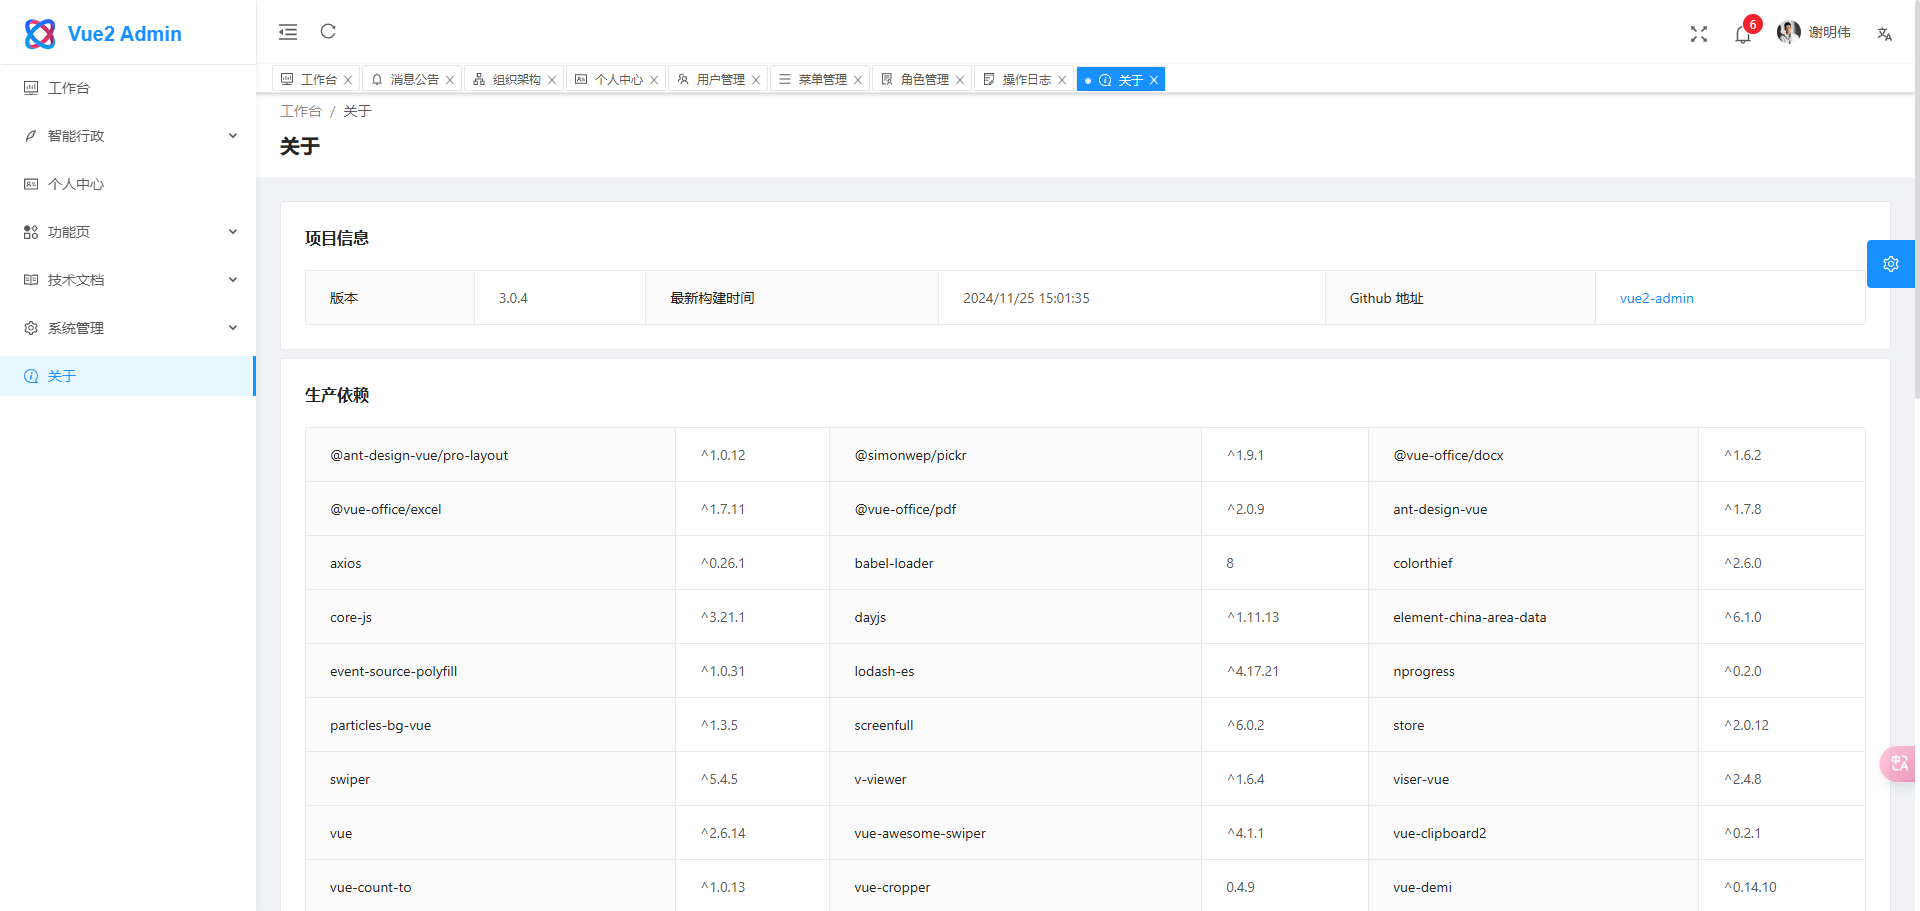 Vue2 Admin
工作台
智能行政
个人中心
功能页
技术文档
系统管理
关于
6
谢明伟
工作台 消息公告 组织架构 个人中心 用户管理 菜单管理 角色管理 操作日志 关于
工作台 / 关于
关于
项目信息
版本 3.0.4 最新构建时间 2024/11/25 15:01:35 Github 地址 vue2-admin
生产依赖
@ant-design-vue/pro-layout ^1.0.12 @simonwep/pickr ^1.9.1 @vue-office/docx ^1.6.2
@vue-office/excel ^1.7.11 @vue-office/pdf ^2.0.9 ant-design-vue ^1.7.8
axios ^0.26.1 babel-loader 8 colorthief ^2.6.0
core-js ^3.21.1 dayjs ^1.11.13 element-china-area-data ^6.1.0
event-source-polyfill ^1.0.31 lodash-es ^4.17.21 nprogress ^0.2.0
particles-bg-vue ^1.3.5 screenfull ^6.0.2 store ^2.0.12
swiper ^5.4.5 v-viewer ^1.6.4 viser-vue ^2.4.8
vue ^2.6.14 vue-awesome-swiper ^4.1.1 vue-clipboard2 ^0.2.1
vue-count-to ^1.0.13 vue-cropper 0.4.9 vue-demi ^0.14.10